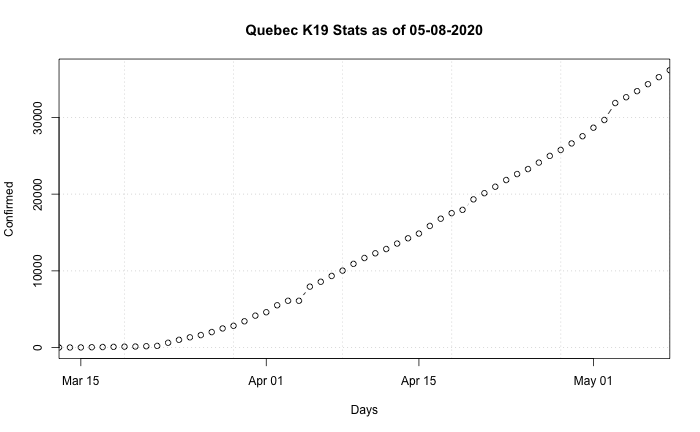 Quebec K19 Stats as of 05-08-2020
Confirmed
30000
20000
10000
0
Mar 15 Apr 01 Apr 15 May 01
Days